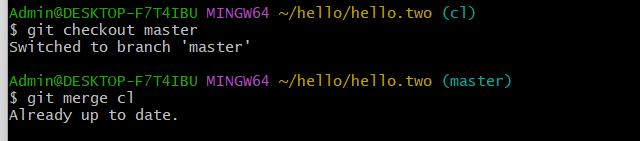 Admin@DESKTOP-F7T4IBU MINGW64 ~/hello/hello.two (cl)
$ git checkout master
Switched to branch 'master'
Admin@DESKTOP-F7T4IBU MINGW64 ~/hello/hello.two (master)
$ git merge cl
Already up to date.